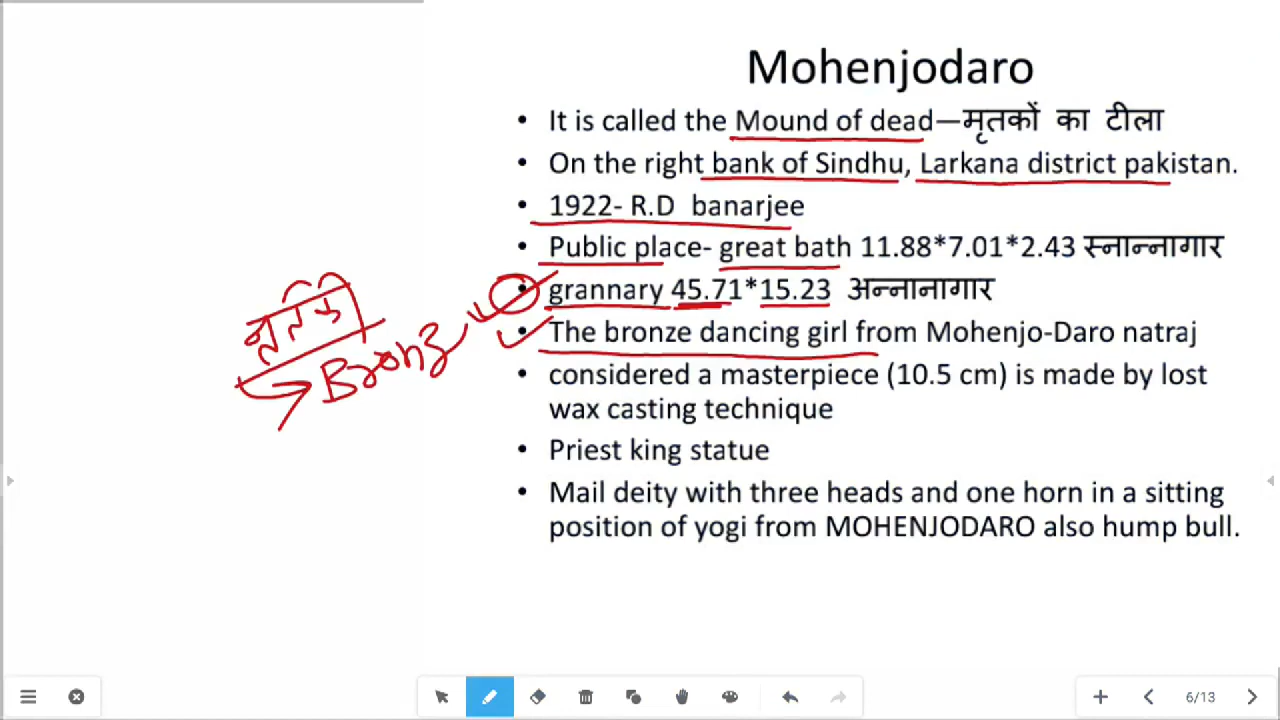 Mohenjodaro
• It is called the Mound of dead—मृतकों का टीला
• On the right bank of Sindhu, Larkana district pakistan.
• 1922- R.D banarjee
• Public place- great bath 11.88*7.01*2.43 स्नान्नागार
• grannary 45.71*15.23 अन्नानागार
• The bronze dancing girl from Mohenjo-Daro natraj
• considered a masterpiece (10.5 cm) is made by lost
wax casting technique
• Priest king statue
• Mail deity with three heads and one horn in a sitting
position of yogi from MOHENJODARO also hump bull.
Bronz
6/13